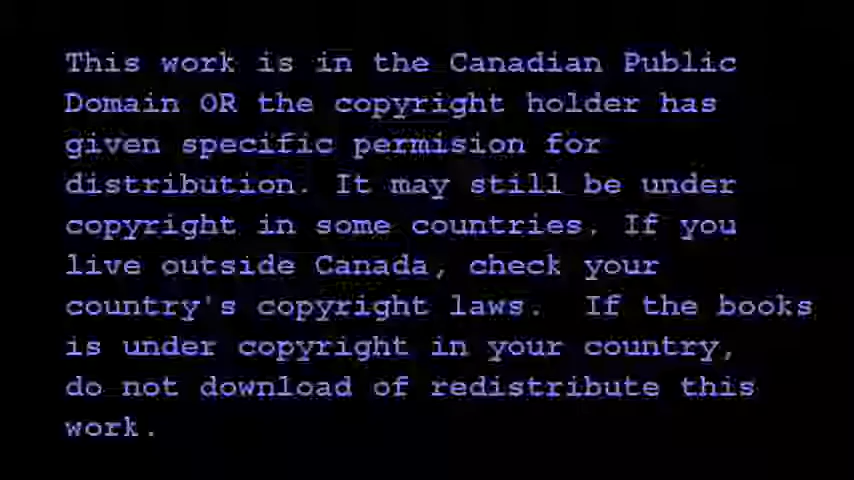 This work is in the Canadian Public
Domain OR the copyright holder has
given specific permision for
distribution. It may still be under
copyright in some countries. If you
live outside Canada, check your
country's copyright laws.  If the books
is under copyright in your country,
do not download of redistribute this
work.